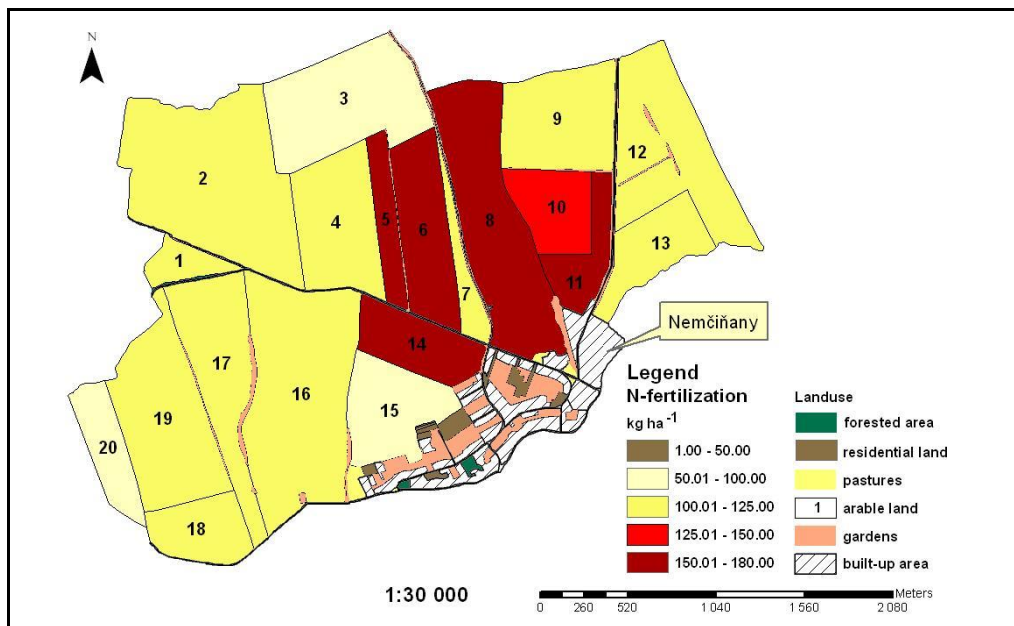 N
3
9
12
2
10
5
4
6
8
13
1
11
7
Nemčiňany
14
17
16
15
19
20
18
Legend
N-fertilization
kg ha-1
1.00 - 50.00
50.01 - 100.00
100.01 - 125.00
125.01 - 150.00
150.01 - 180.00
Landuse
forested area
residential land
pastures
1 arable land
gardens
built-up area
1:30 000
Meters
0 260 520 1 040 1 560 2 080